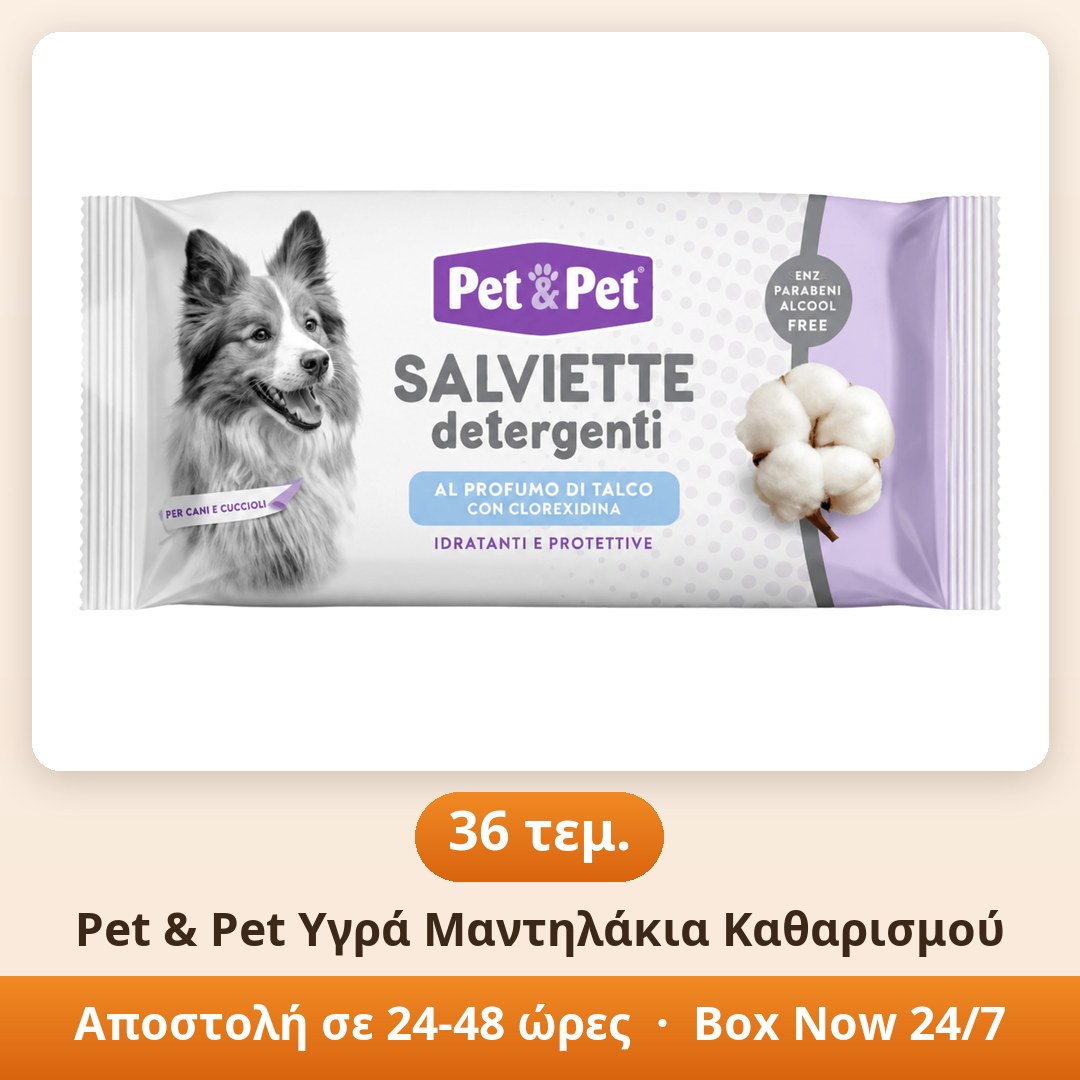 Pet & Pet®
SALVIETTE
detergenti
AL PROFUMO DI TALCO
CON CLOREXIDINA
IDRATANTI E PROTETTIVE
PER CANI E CUCCIOLI
ENZ
PARABENI
ALCOOL
FREE
36 τεμ.
Pet & Pet Υγρά Μαντηλάκια Καθαρισμού
Αποστολή σε 24-48 ώρες · Box Now 24/7